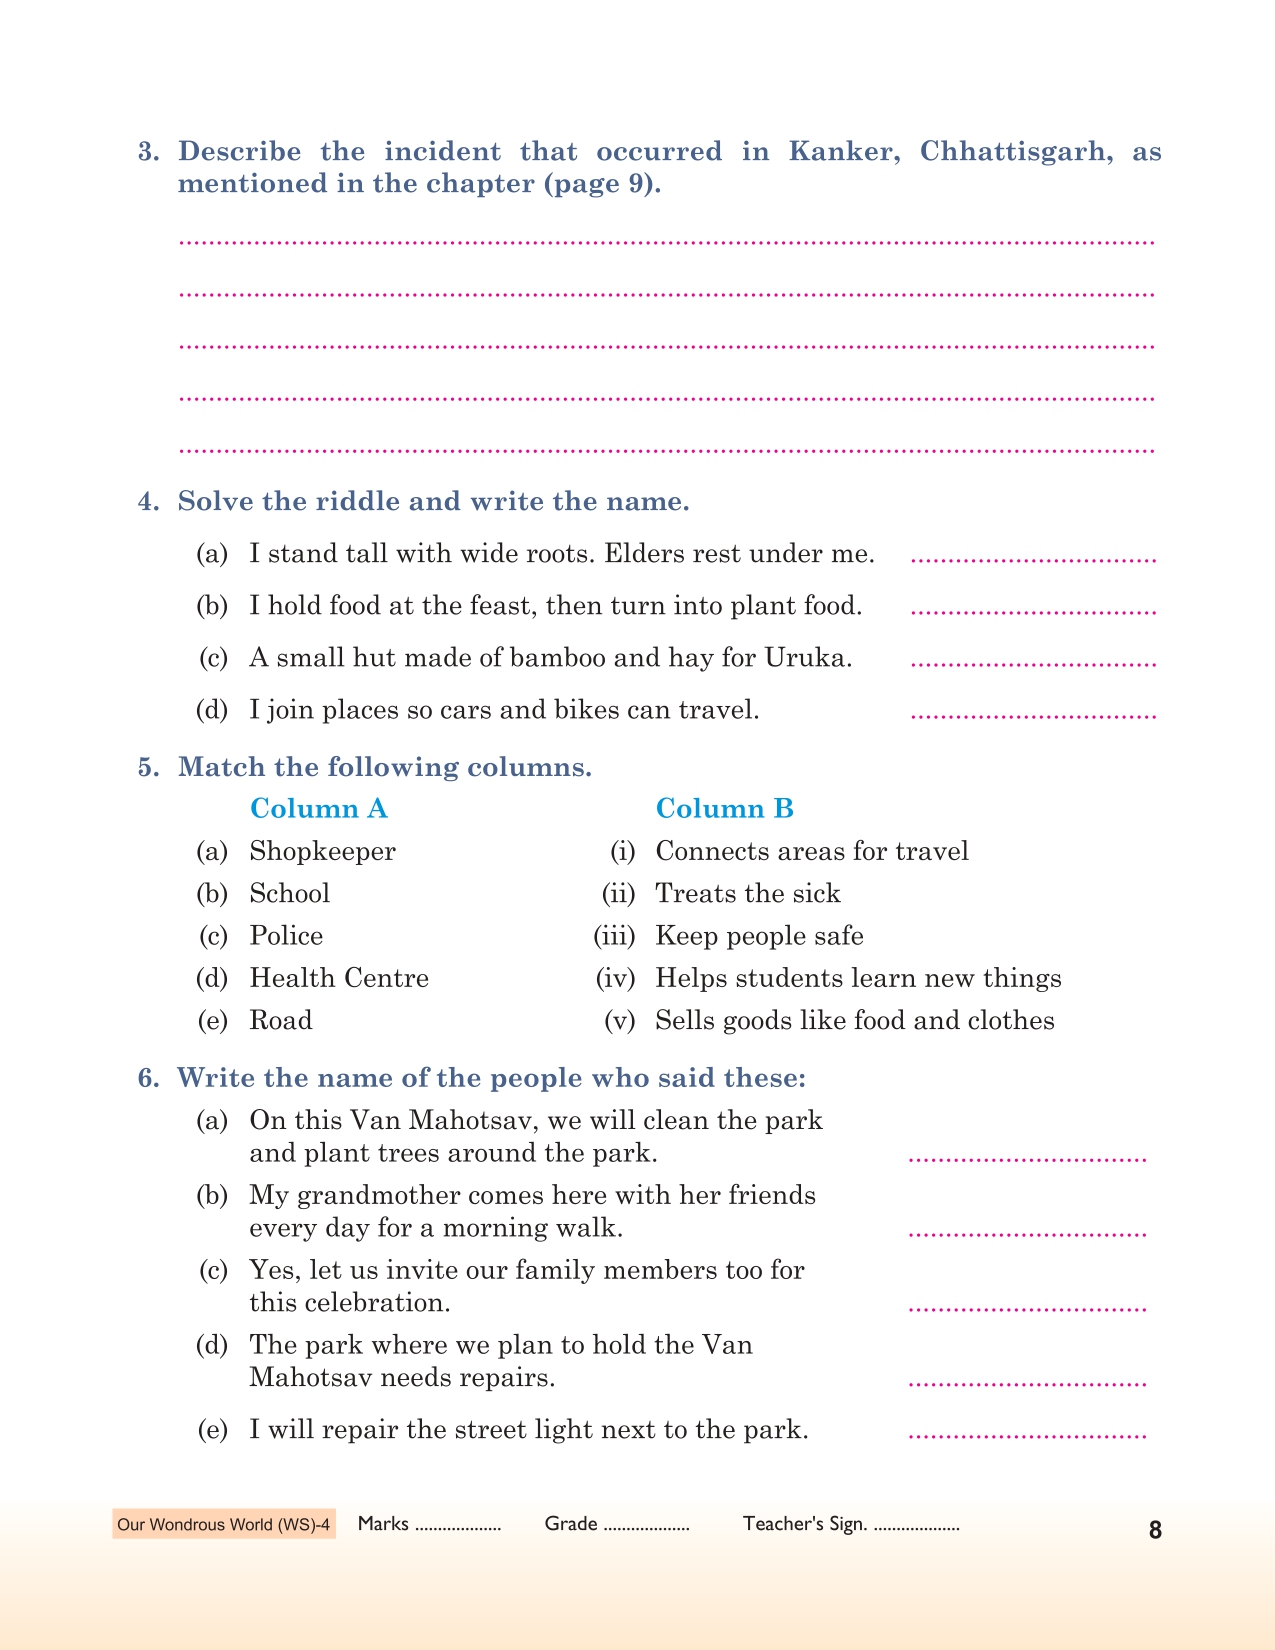 3. Describe the incident that occurred in Kanker, Chhattisgarh, as
mentioned in the chapter (page 9).
4. Solve the riddle and write the name.
(a) I stand tall with wide roots. Elders rest under me. ................................
(b) I hold food at the feast, then turn into plant food. ................................
(c) A small hut made of bamboo and hay for Uruka. ................................
(d) I join places so cars and bikes can travel. ................................
5. Match the following columns.
Column A Column B
(a) Shopkeeper (i) Connects areas for travel
(b) School (ii) Treats the sick
(c) Police (iii) Keep people safe
(d) Health Centre (iv) Helps students learn new things
(e) Road (v) Sells goods like food and clothes
6. Write the name of the people who said these:
(a) On this Van Mahotsav, we will clean the park
and plant trees around the park. ................................
(b) My grandmother comes here with her friends
every day for a morning walk. ................................
(c) Yes, let us invite our family members too for
this celebration. ................................
(d) The park where we plan to hold the Van
Mahotsav needs repairs. ................................
(e) I will repair the street light next to the park. ................................
Our Wondrous World (WS)-4 Marks ................... Grade ................... Teacher's Sign. ................... 8